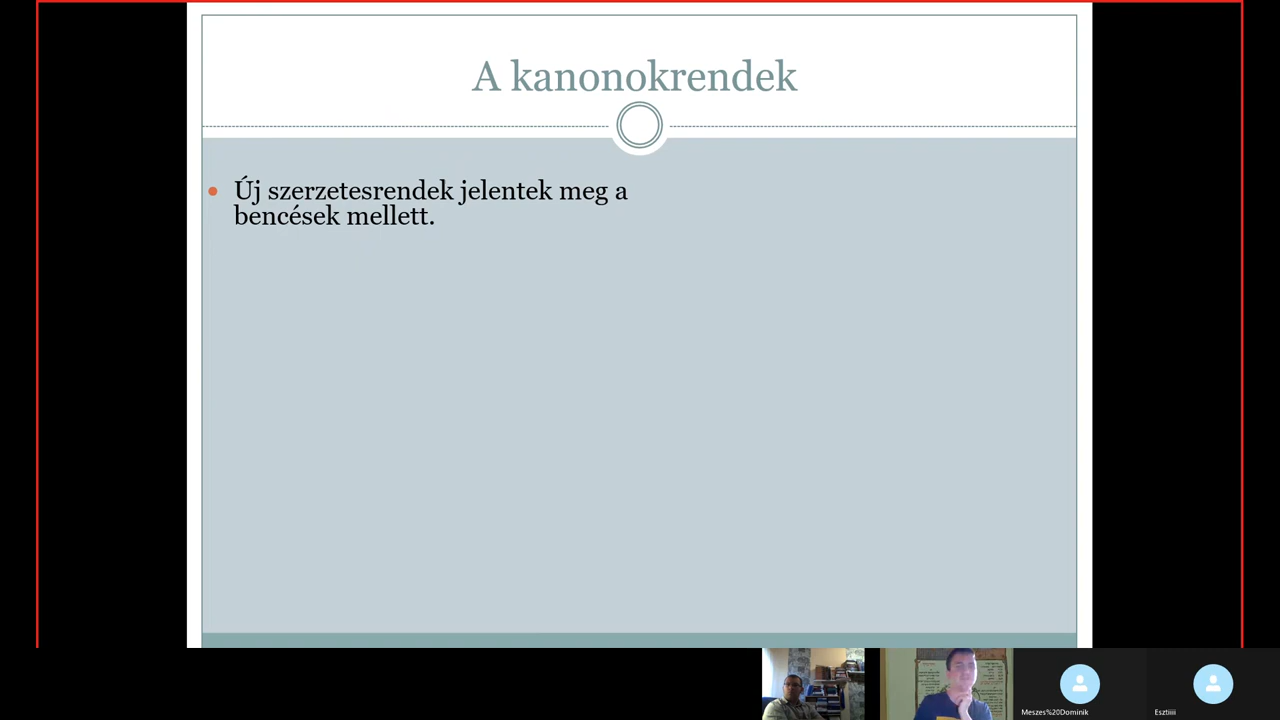 A kanonokrendek
Új szerzetesrendek jelentek meg a
bencések mellett.
Meszes%20Dominik
Esztiiii